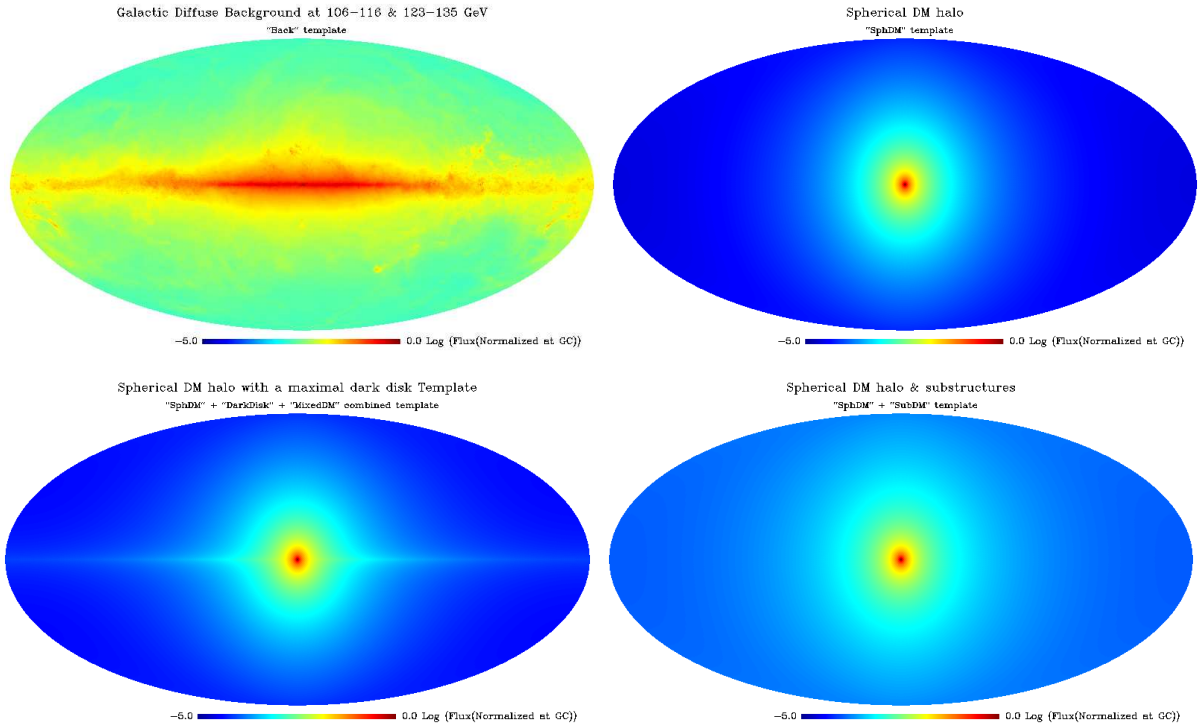 Galactic Diffuse Background at 106-116 & 123-135 GeV
"Back" template
-5.0 0.0 Log (Flux(Normalized at GC))
Spherical DM halo
"SphDM" template
-5.0 0.0 Log (Flux(Normalized at GC))
Spherical DM halo with a maximal dark disk Template
"SphDM" + "DarkDisk" + "MixedDM" combined template
-5.0 0.0 Log (Flux(Normalized at GC))
Spherical DM halo & substructures
"SphDM" + "SubDM" template
-5.0 0.0 Log (Flux(Normalized at GC))